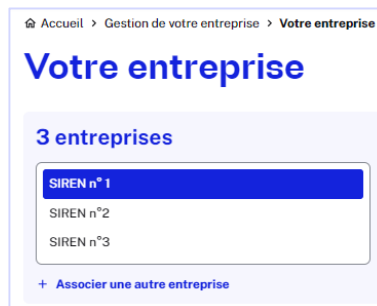 Accueil > Gestion de votre entreprise > Votre entreprise
Votre entreprise
3 entreprises
SIREN n° 1
SIREN n°2
SIREN n°3
+ Associer une autre entreprise